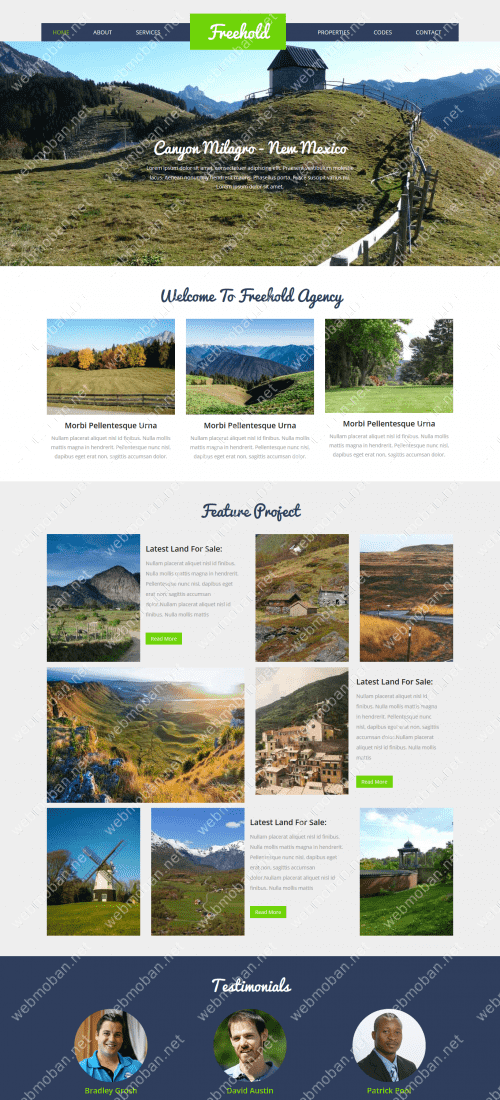 HOME ABOUT SERVICES Freehold PROPERTIES CODES CONTACT
Canyon Milagro - New Mexico
Lorem ipsum dolor sit amet, consectetuer adipiscing elit. Praesent vestibulum molestie
lacus. Aenean nonummy hendrerit mauris. Phasellus porta. Fusce suscipit varius mi.
Lorem ipsum dolor sit amet.
Welcome To Freehold Agency
Morbi Pellentesque Urna
Nullam placerat aliquet nisl id finibus. Nulla mollis
mattis magna in hendrerit. Pellentesque nunc nisl,
dapibus eget erat non, sagittis accumsan dolor.
Morbi Pellentesque Urna
Nullam placerat aliquet nisl id finibus. Nulla mollis
mattis magna in hendrerit. Pellentesque nunc nisl,
dapibus eget erat non, sagittis accumsan dolor.
Morbi Pellentesque Urna
Nullam placerat aliquet nisl id finibus. Nulla mollis
mattis magna in hendrerit. Pellentesque nunc nisl,
dapibus eget erat non, sagittis accumsan dolor.
Feature Project
Latest Land For Sale:
Nullam placerat aliquet nisl id finibus.
Nulla mollis mattis magna in hendrerit.
Pellentesque nunc nisl, dapibus eget
erat non, sagittis accumsan
dolor.Nullam placerat aliquet nisl id
finibus. Nulla mollis mattis
Read More
Latest Land For Sale:
Nullam placerat aliquet nisl id
finibus. Nulla mollis mattis magna
in hendrerit. Pellentesque nunc
nisl, dapibus eget erat non, sagittis
accumsan dolor.Nullam placerat
aliquet nisl id finibus. Nulla mollis
mattis
Read More
Latest Land For Sale:
Nullam placerat aliquet nisl id finibus.
Nulla mollis mattis magna in hendrerit.
Pellentesque nunc nisl, dapibus eget
erat non, sagittis accumsan
dolor.Nullam placerat aliquet nisl id
finibus. Nulla mollis mattis
Read More
Testimonials
Bradley Grosh David Austin Patrick Pool
webmoban.net